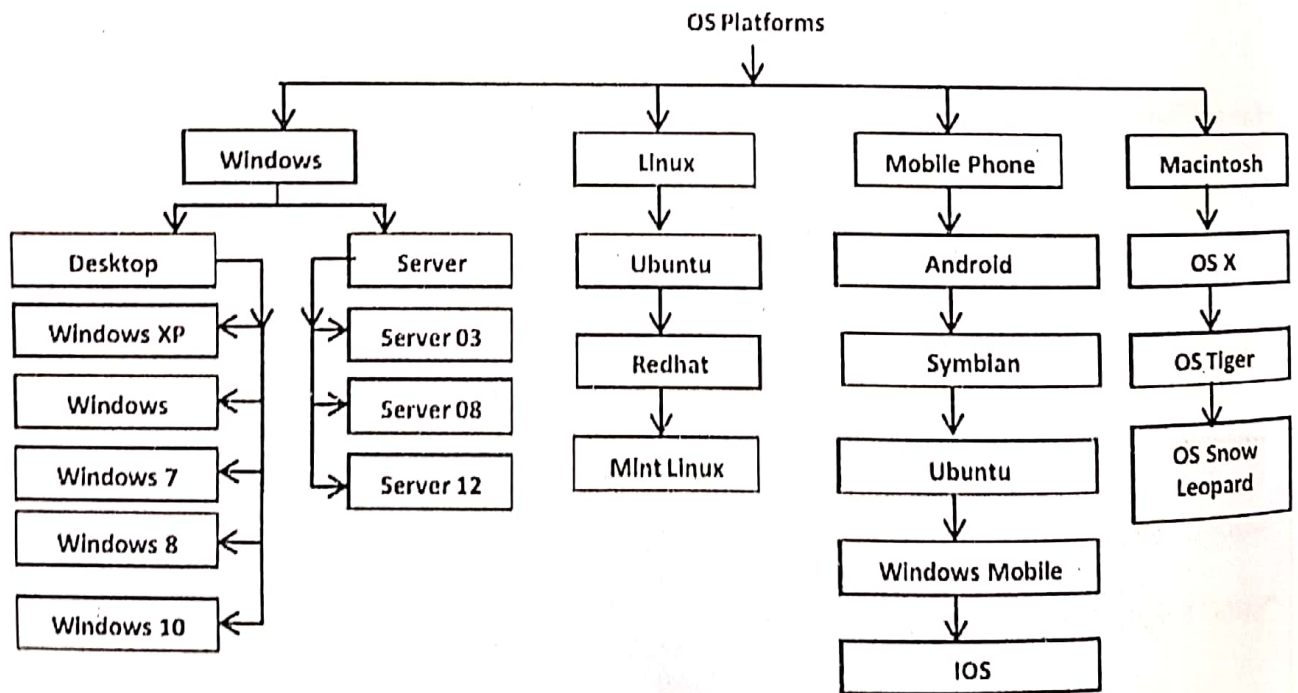 OS Platforms
Windows
Linux
Mobile Phone
Macintosh
Desktop
Server
Ubuntu
Android
OS X
Windows XP
Server 03
Redhat
Symbian
OS Tiger
Windows
Server 08
Windows 7
Server 12
Mint Linux
Ubuntu
OS Snow
Leopard
Windows 8
Windows Mobile
Windows 10
IOS